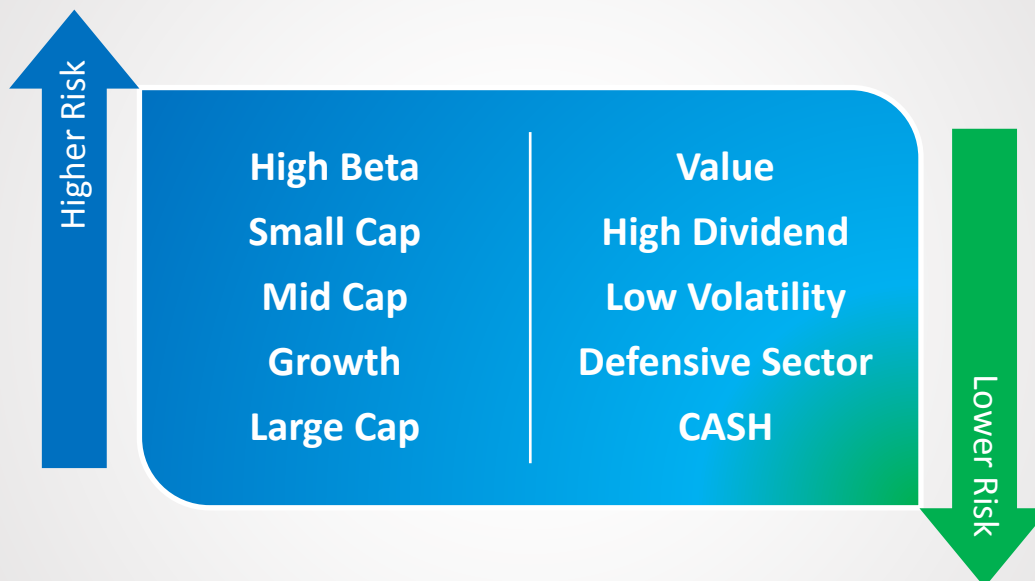 Higher Risk
High Beta
Small Cap
Mid Cap
Growth
Large Cap
Value
High Dividend
Low Volatility
Defensive Sector
CASH
Lower Risk